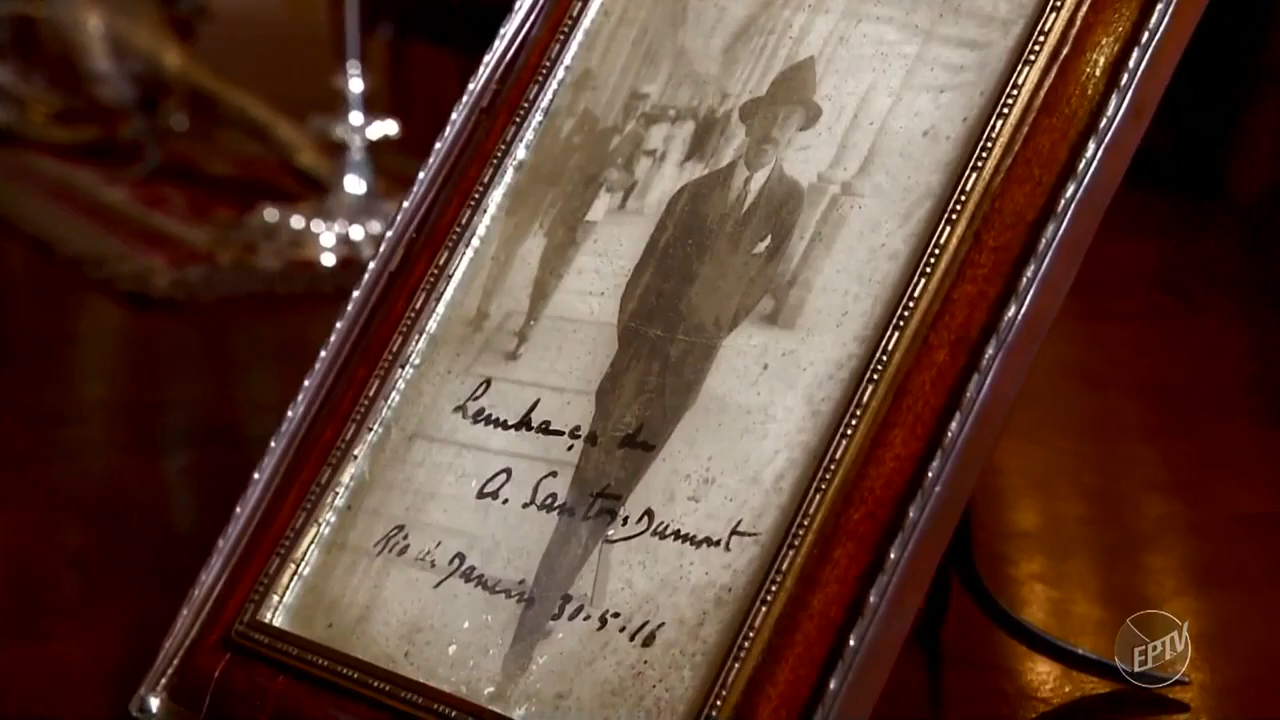 Lembrança de
A. Santos-Dumont
Rio de Janeiro 30-5-16
EPTV